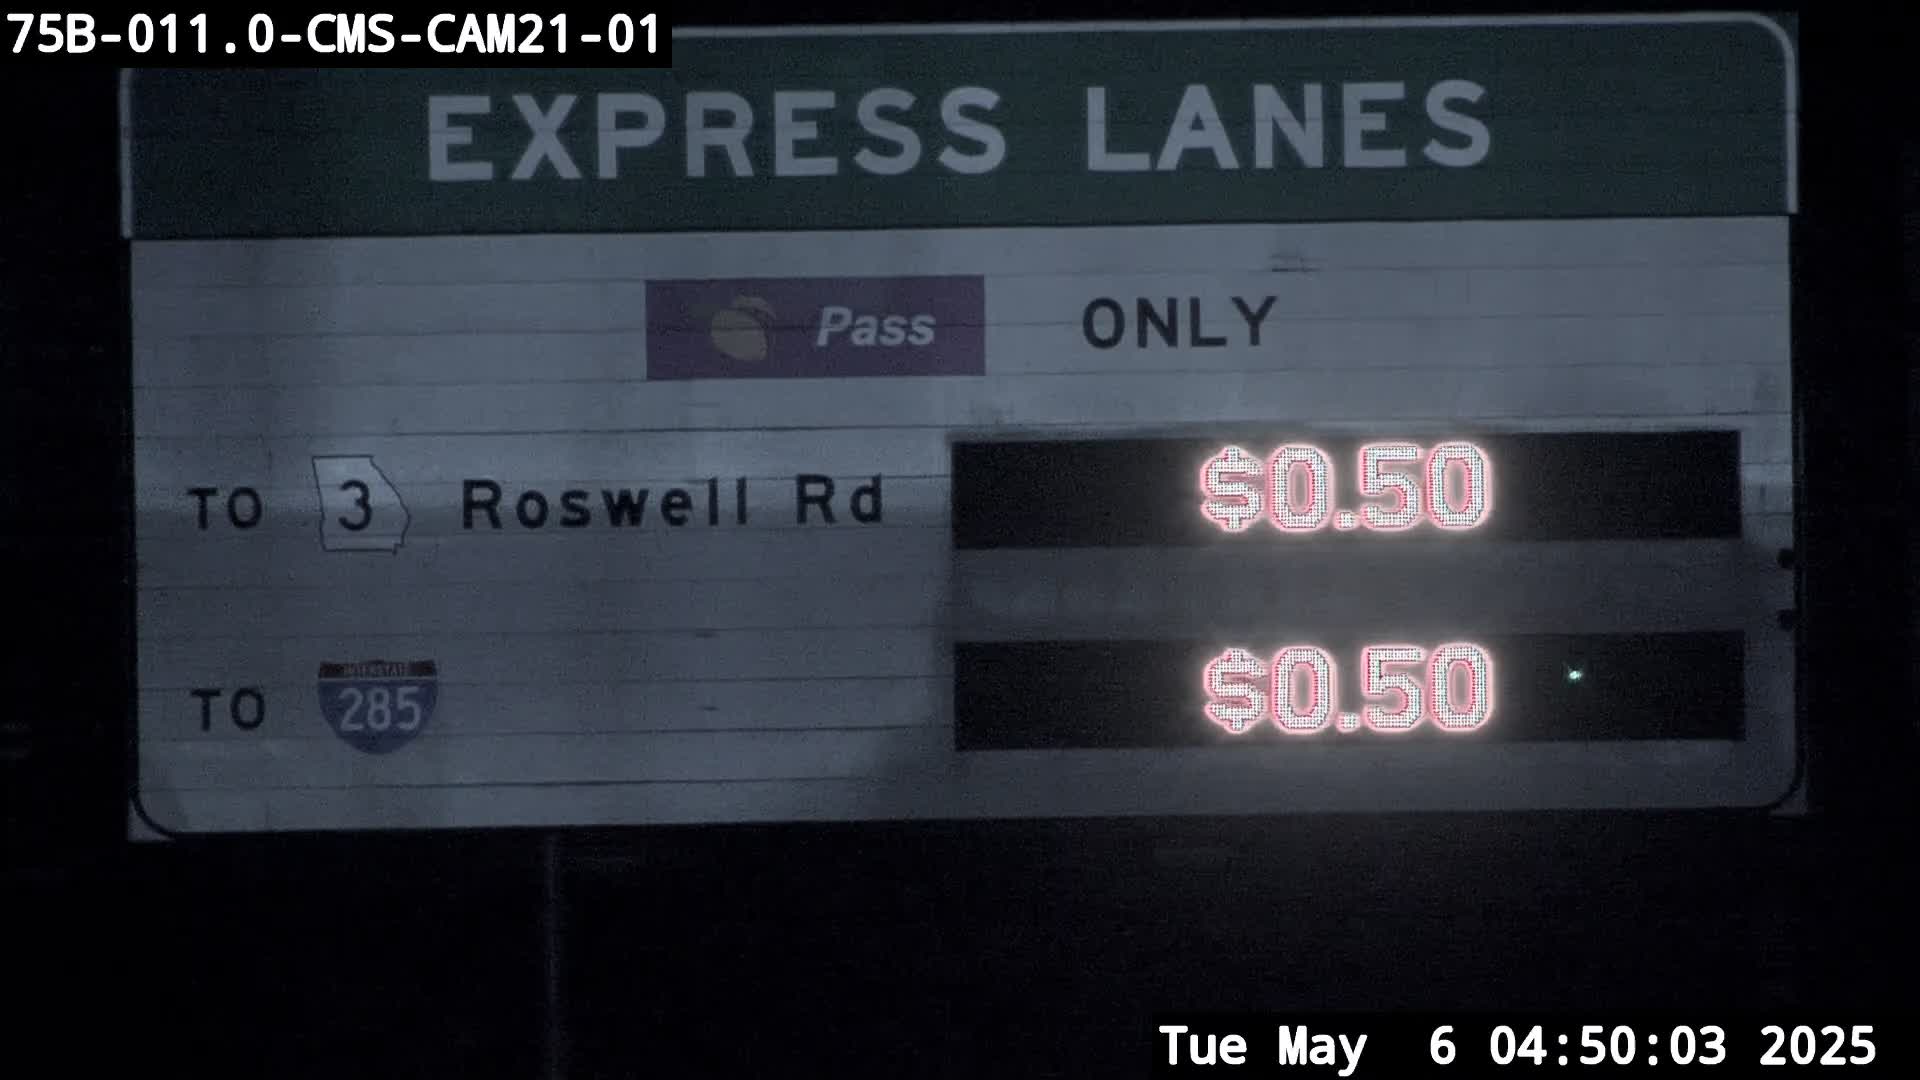 75B-011.0-CMS-CAM21-01
EXPRESS LANES
Pass ONLY
TO 3 Roswell Rd $0.50
INTERSTATE
TO 285 $0.50
Tue May 6 04:50:03 2025